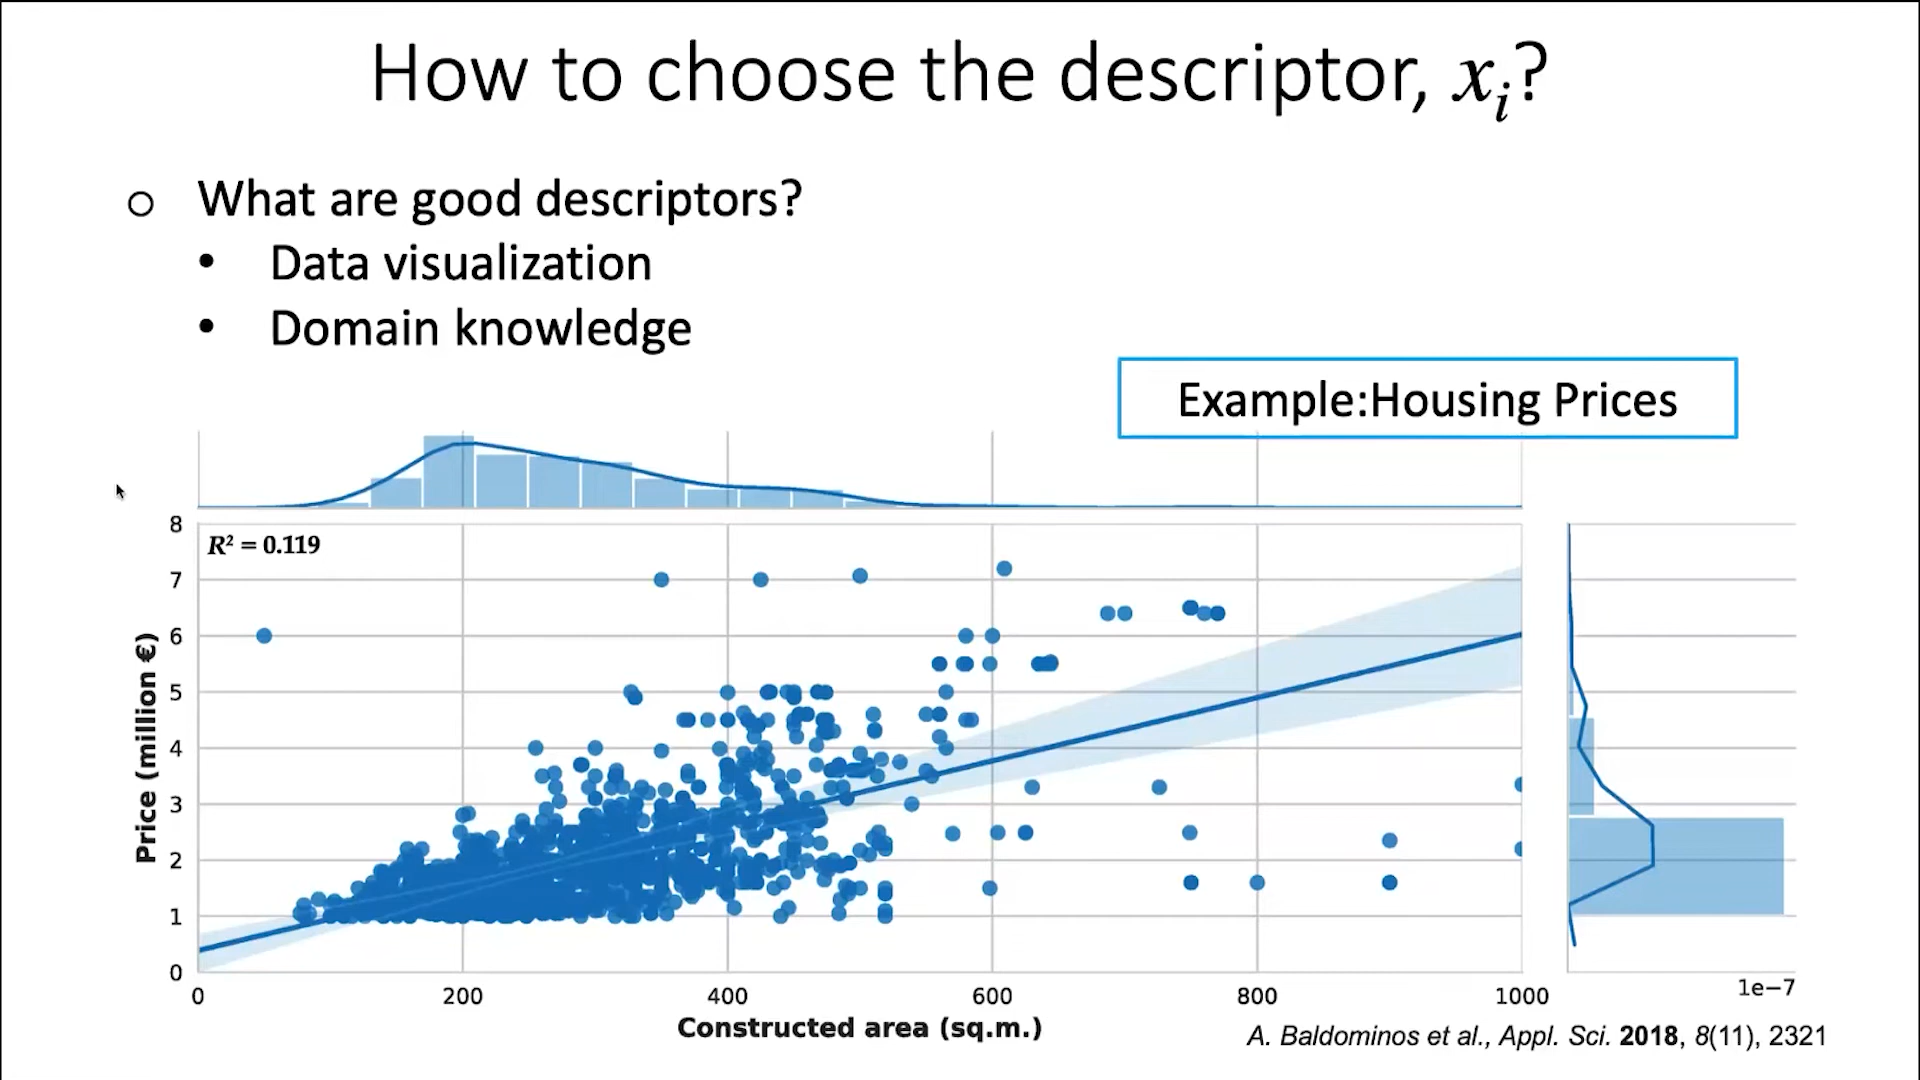 How to choose the descriptor, xᵢ?
What are good descriptors?
• Data visualization
• Domain knowledge
Example:Housing Prices
R² = 0.119
8
7
6
5
4
3
2
1
0
Price (million €)
0 200 400 600 800 1000
1e−7
Constructed area (sq.m.)
A. Baldominos et al., Appl. Sci. 2018, 8(11), 2321